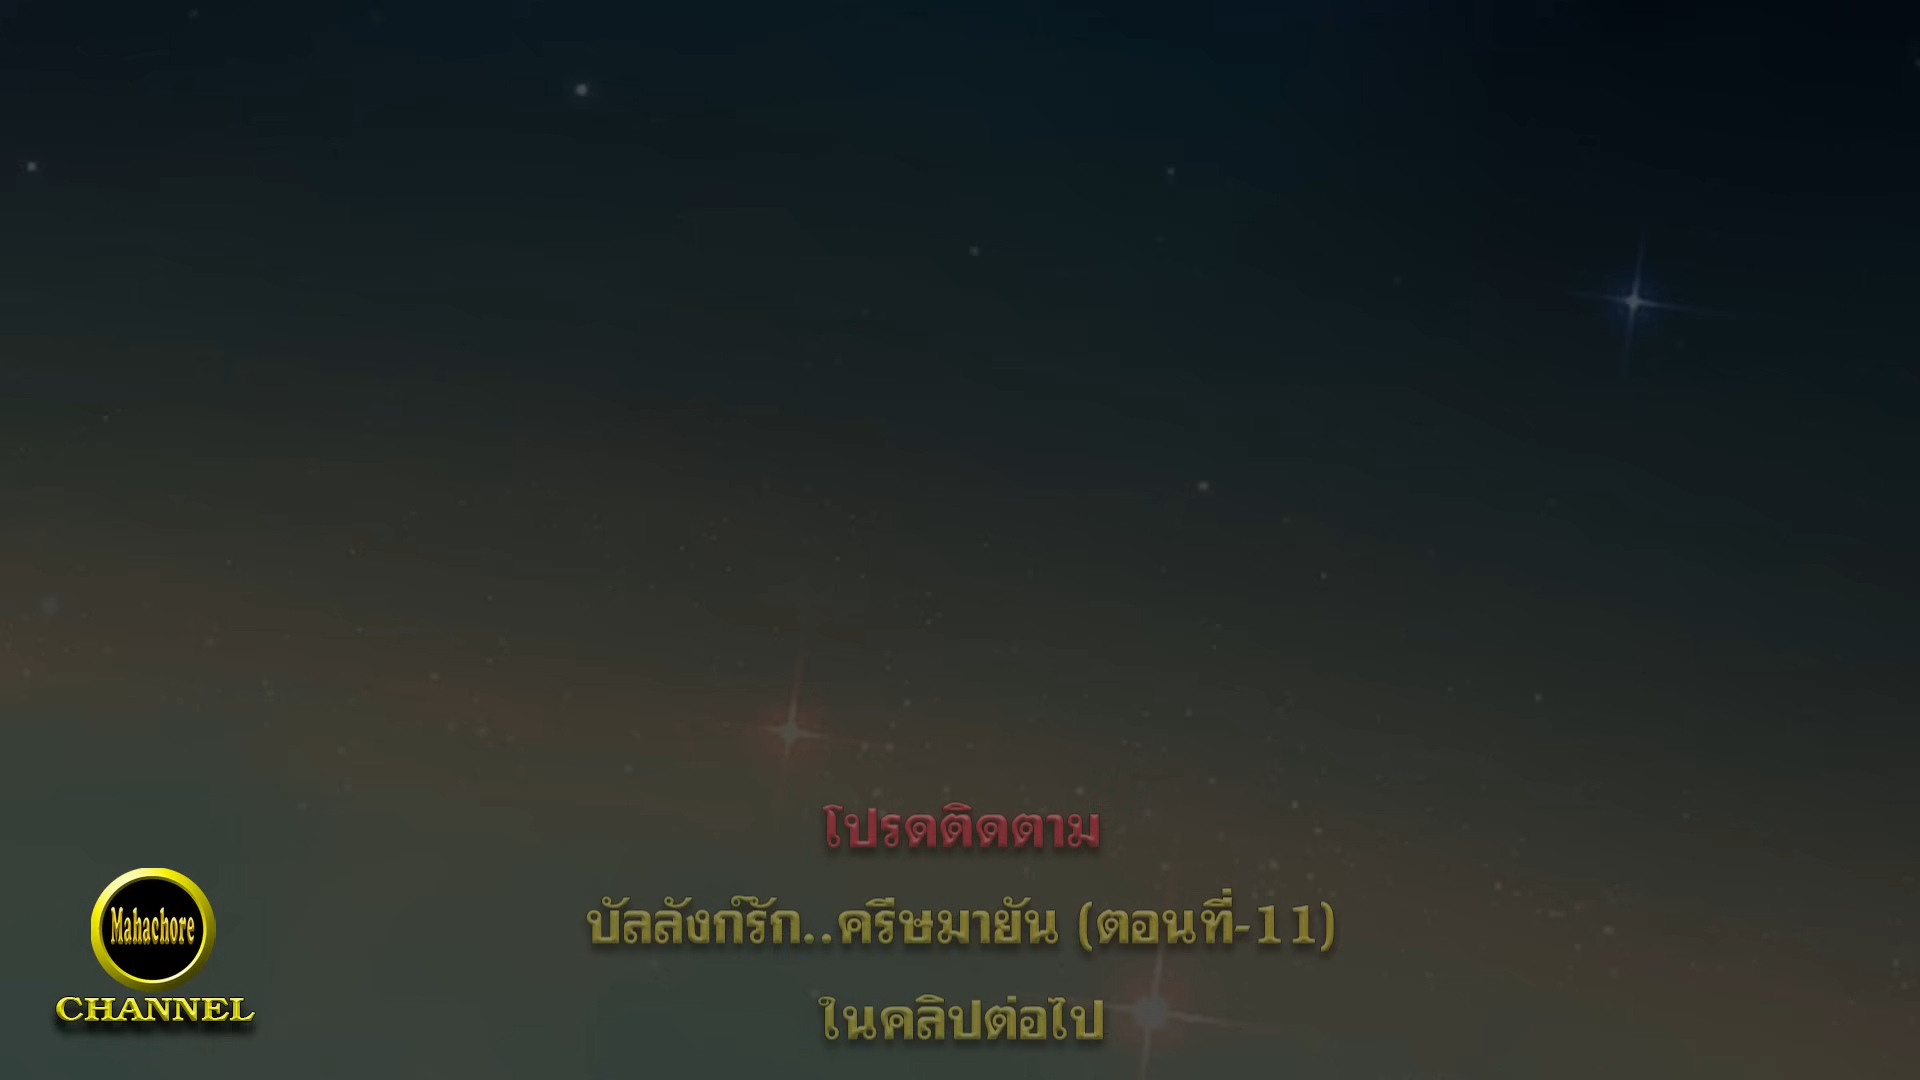 โปรดติดตาม
บัลลังก์รัก..ครีษมายัน (ตอนที่-11)
ในคลิปต่อไป
Mahachore
CHANNEL